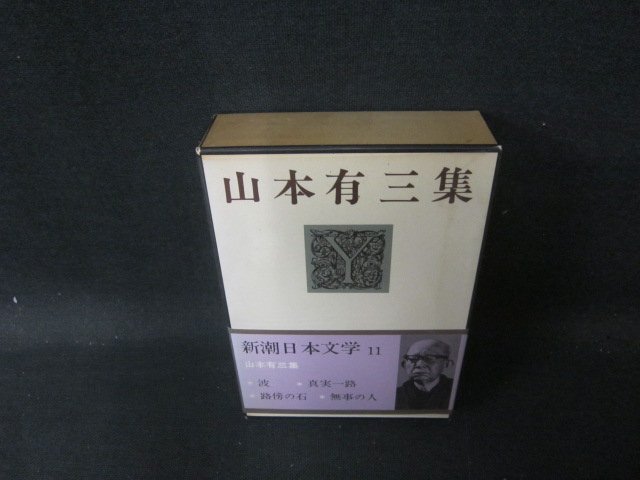 山本有三集
Y
新潮日本文学 11
山本有三集
波 真実一路
路傍の石 無事の人